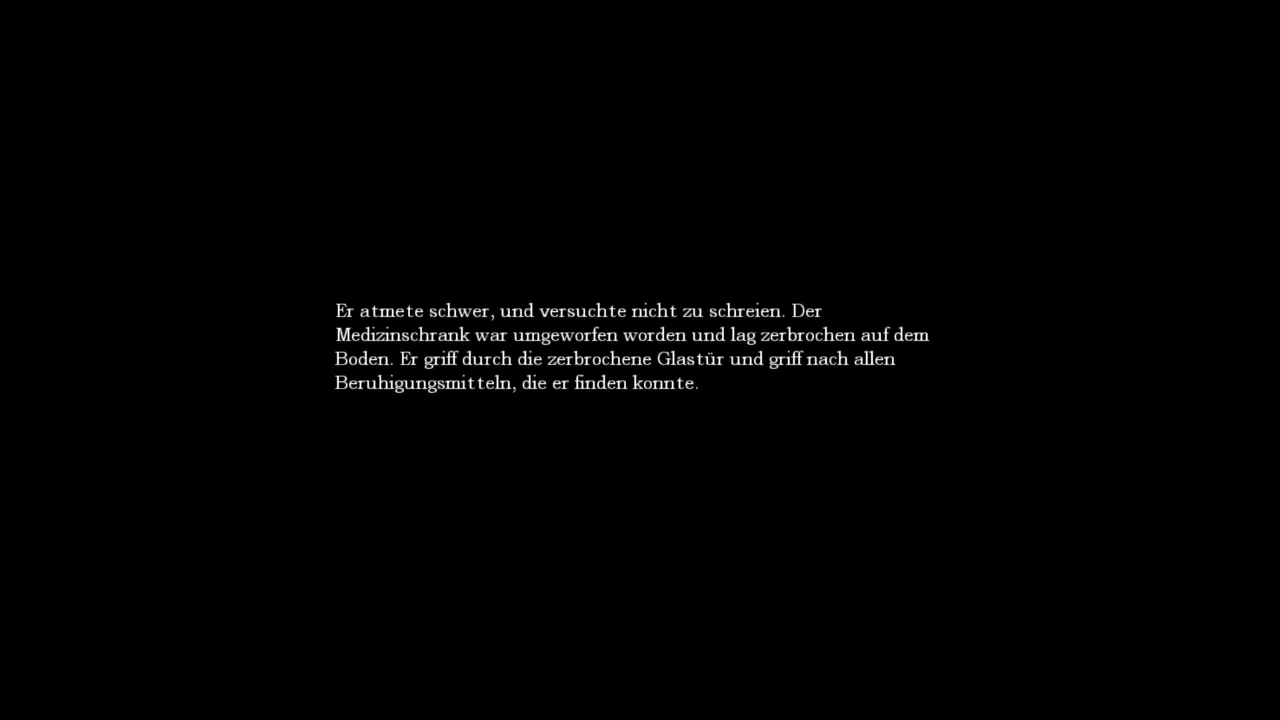 Er atmete schwer, und versuchte nicht zu schreien. Der
Medizinschrank war umgeworfen worden und lag zerbrochen auf dem
Boden. Er griff durch die zerbrochene Glastür und griff nach allen
Beruhigungsmitteln, die er finden konnte.